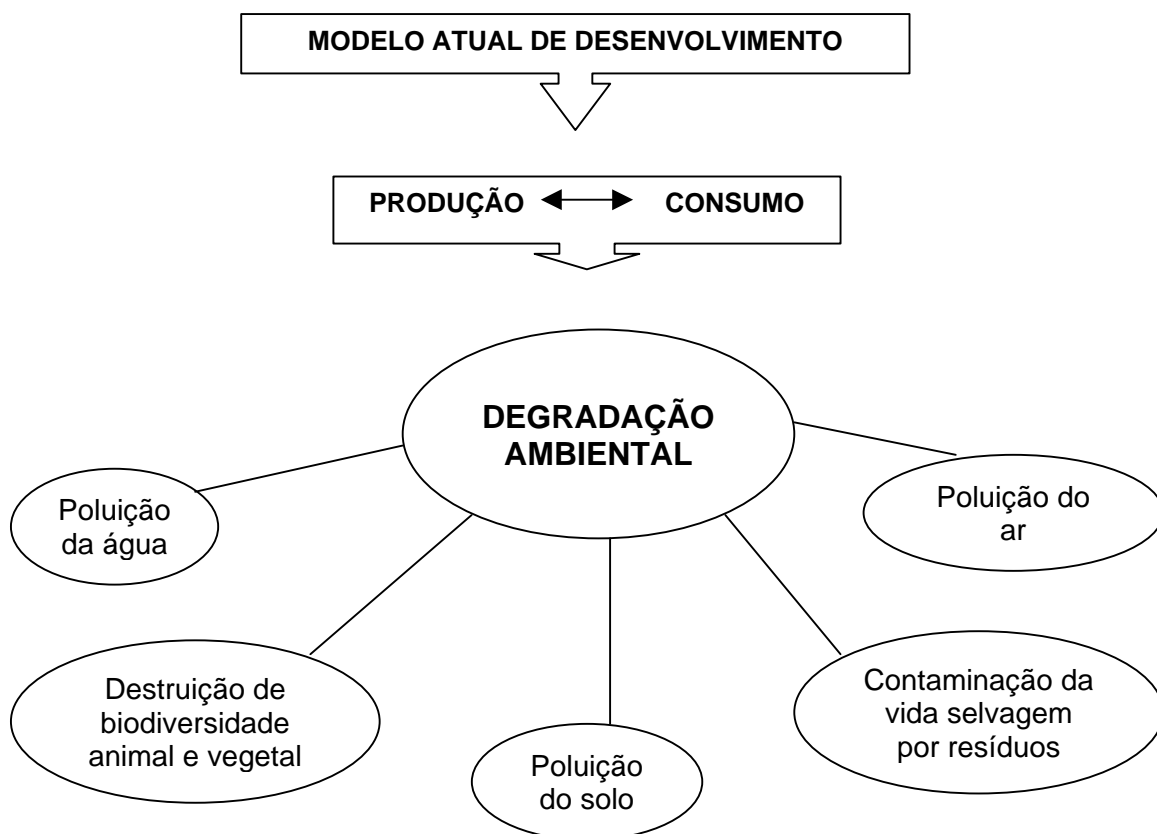 MODELO ATUAL DE DESENVOLVIMENTO
PRODUÇÃO CONSUMO
DEGRADAÇÃO
AMBIENTAL
Poluição
da água
Poluição do
ar
Destruição de
biodiversidade
animal e vegetal
Poluição
do solo
Contaminação da
vida selvagem
por resíduos